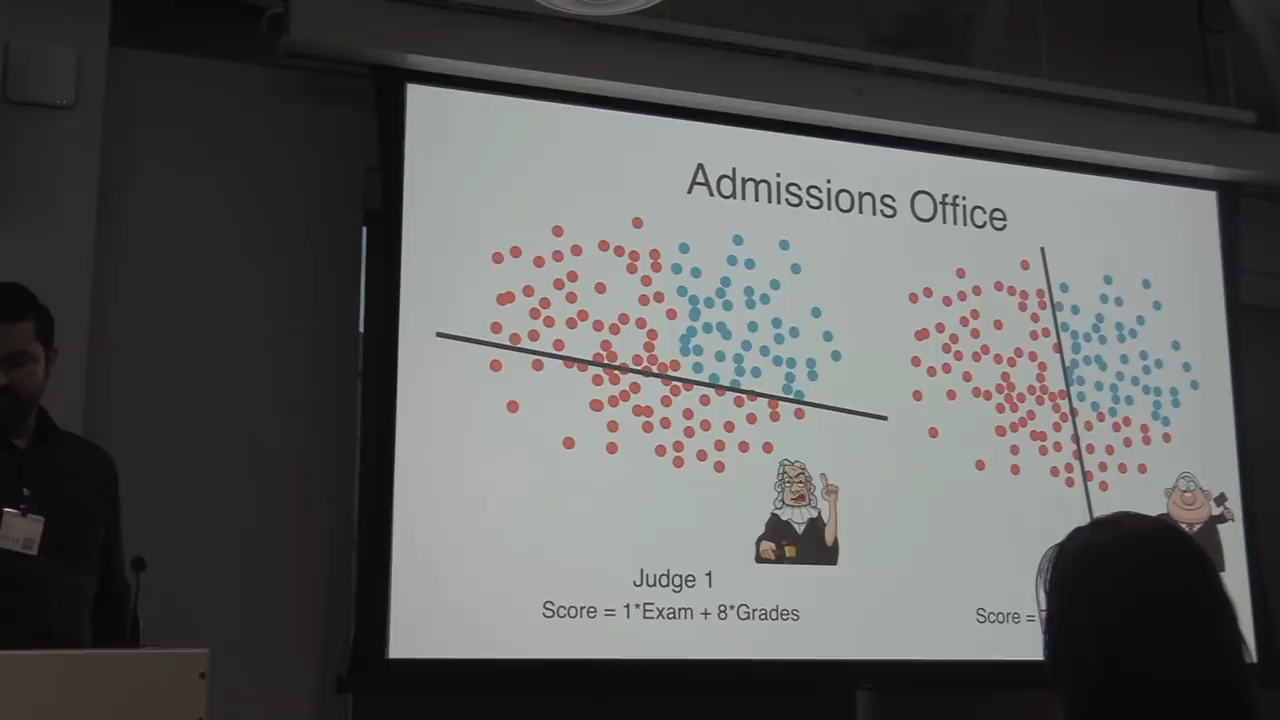 Admissions Office
Judge 1
Score = 1*Exam + 8*Grades
Score =